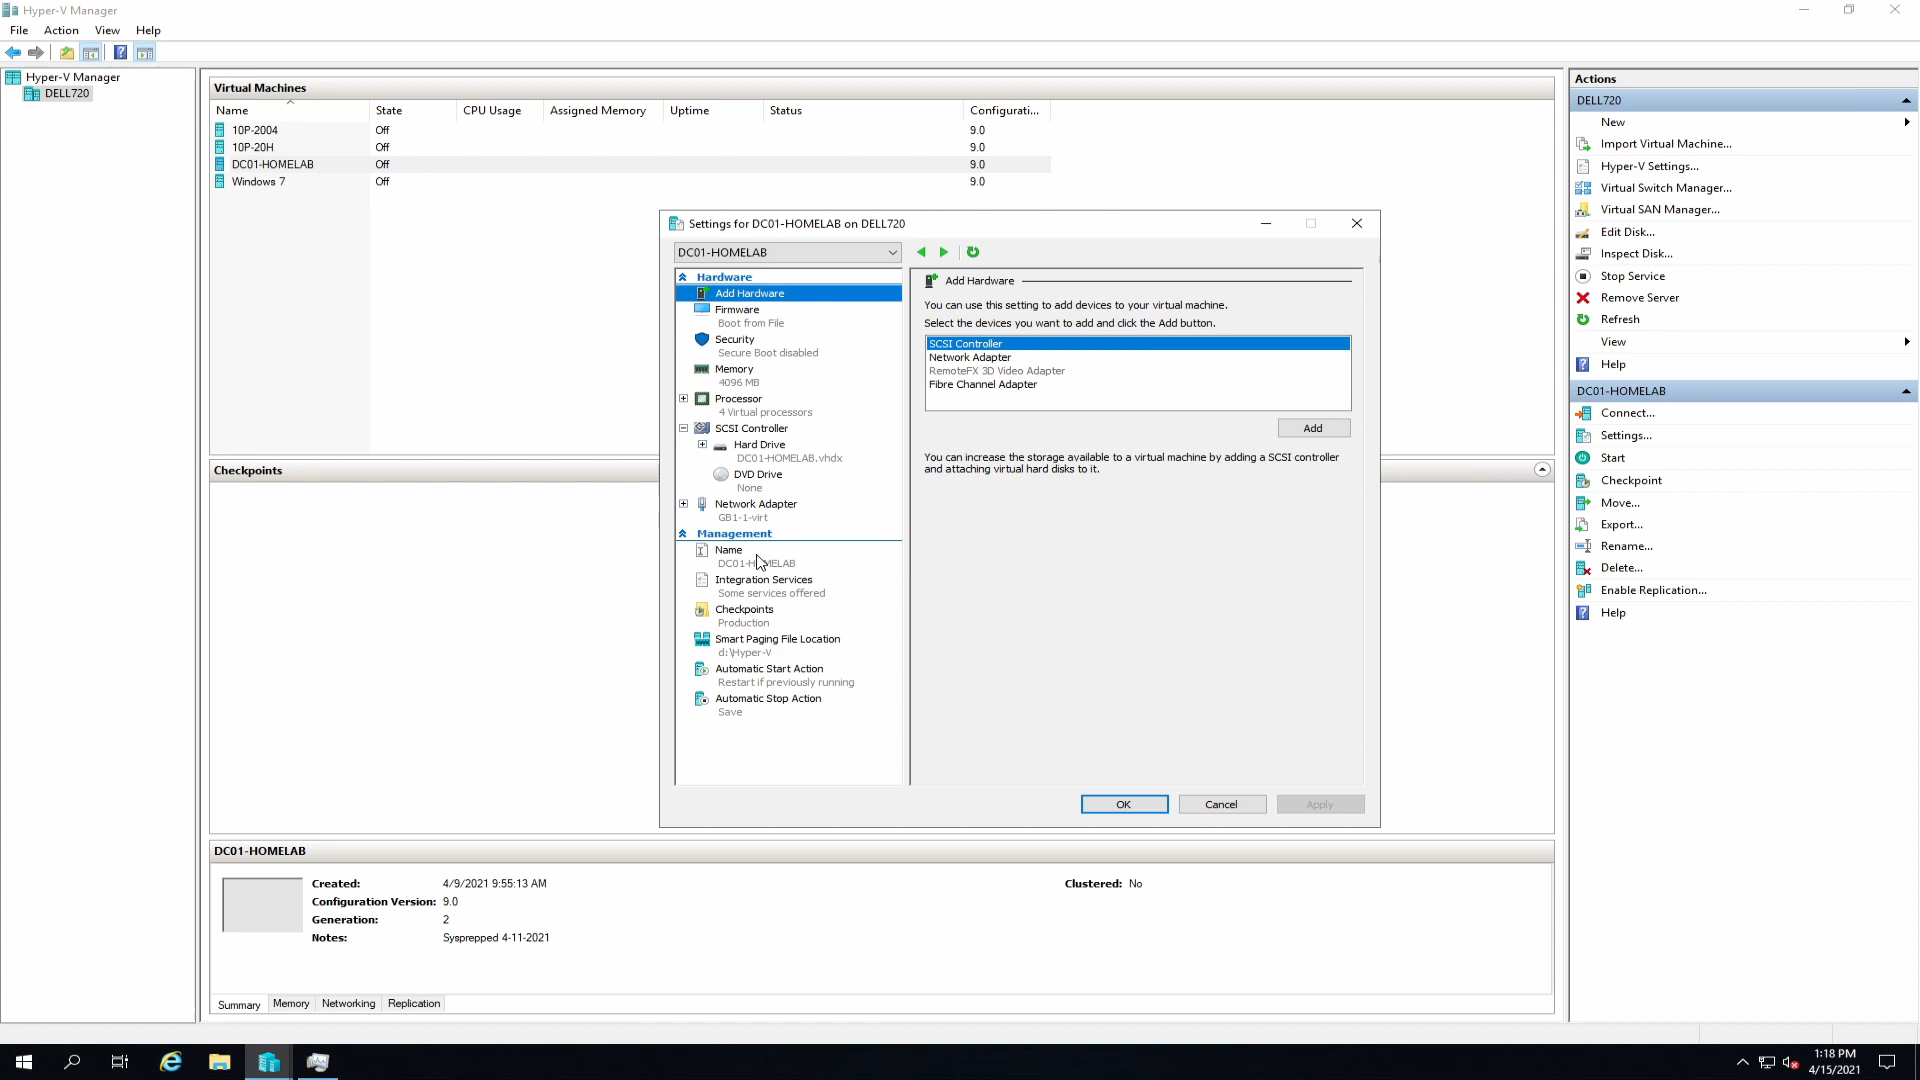 Hyper-V Manager
File Action View Help
Hyper-V Manager
DELL720
Virtual Machines
Name State CPU Usage Assigned Memory Uptime Status Configurati...
10P-2004 Off 9.0
10P-20H Off 9.0
DC01-HOMELAB Off 9.0
Windows 7 Off 9.0
Checkpoints
Settings for DC01-HOMELAB on DELL720
DC01-HOMELAB
Hardware
Add Hardware
Firmware
Boot from File
Security
Secure Boot disabled
Memory
4096 MB
Processor
4 Virtual processors
SCSI Controller
Hard Drive
DC01-HOMELAB.vhdx
DVD Drive
None
Network Adapter
GB1-1-virt
Management
Name
DC01-HOMELAB
Integration Services
Some services offered
Checkpoints
Production
Smart Paging File Location
d:\Hyper-V
Automatic Start Action
Restart if previously running
Automatic Stop Action
Save
Add Hardware
You can use this setting to add devices to your virtual machine.
Select the devices you want to add and click the Add button.
SCSI Controller
Network Adapter
RemoteFX 3D Video Adapter
Fibre Channel Adapter
Add
You can increase the storage available to a virtual machine by adding a SCSI controller
and attaching virtual hard disks to it.
OK Cancel Apply
DC01-HOMELAB
Created: 4/9/2021 9:55:13 AM Clustered: No
Configuration Version: 9.0
Generation: 2
Notes: Sysprepped 4-11-2021
Summary Memory Networking Replication
Actions
DELL720
New
Import Virtual Machine...
Hyper-V Settings...
Virtual Switch Manager...
Virtual SAN Manager...
Edit Disk...
Inspect Disk...
Stop Service
Remove Server
Refresh
View
Help
DC01-HOMELAB
Connect...
Settings...
Start
Checkpoint
Move...
Export...
Rename...
Delete...
Enable Replication...
Help
1:18 PM
4/15/2021